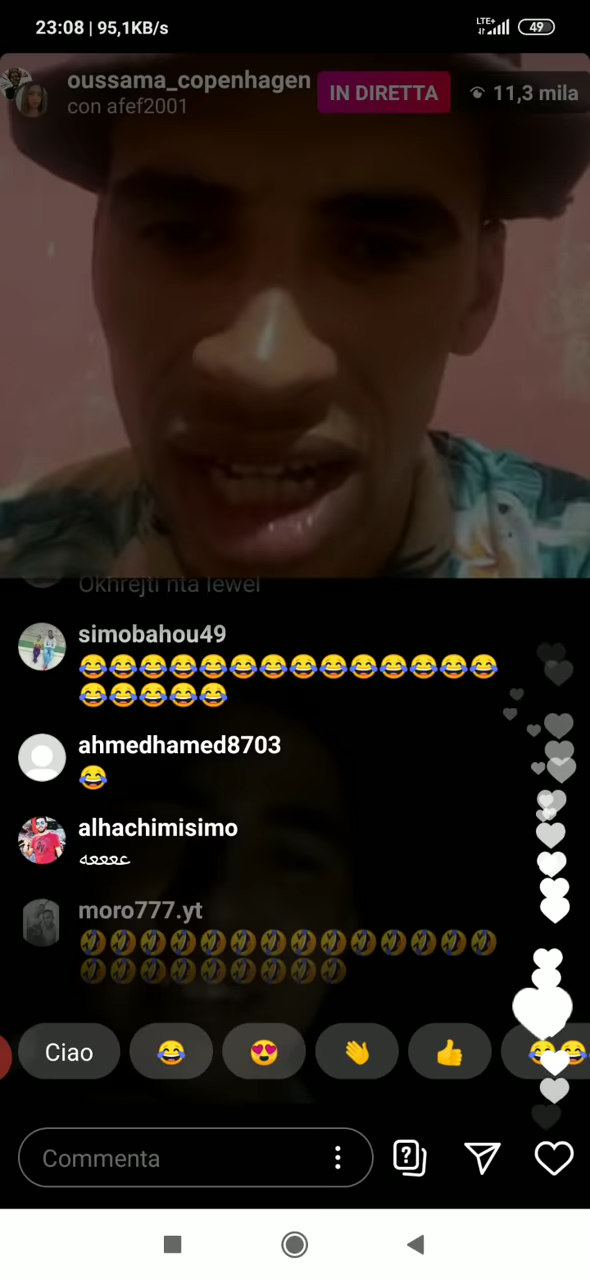 23:08 | 95,1KB/s
LTE+
49
oussama_copenhagen
con afef2001
IN DIRETTA
11,3 mila
Okhrejti nta lewel
simobahou49
😂😂😂😂😂😂😂😂😂😂😂😂😂😂
😂😂😂😂😂
ahmedhamed8703
😂
alhachimisimo
moro777.yt
🤣🤣🤣🤣🤣🤣🤣🤣🤣🤣🤣🤣🤣🤣
🤣🤣🤣🤣🤣🤣🤣🤣🤣
Ciao 😂 😍 👋 👍 😂😂
Commenta